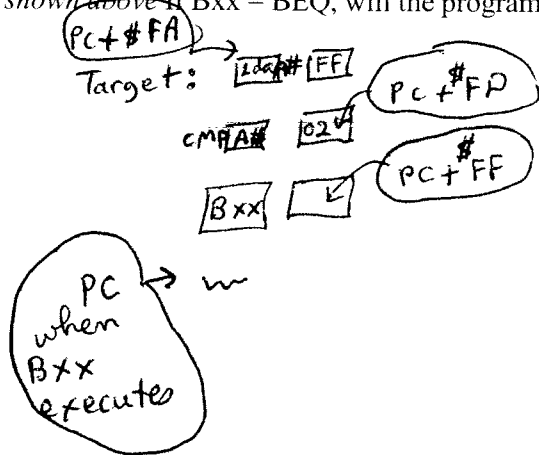 shown above if Bxx = BEQ, will the program
PC + $FA
Target: ldaA# FF
PC + $FD
CMPA# 02
PC + $FF
Bxx
PC
when
Bxx
executes